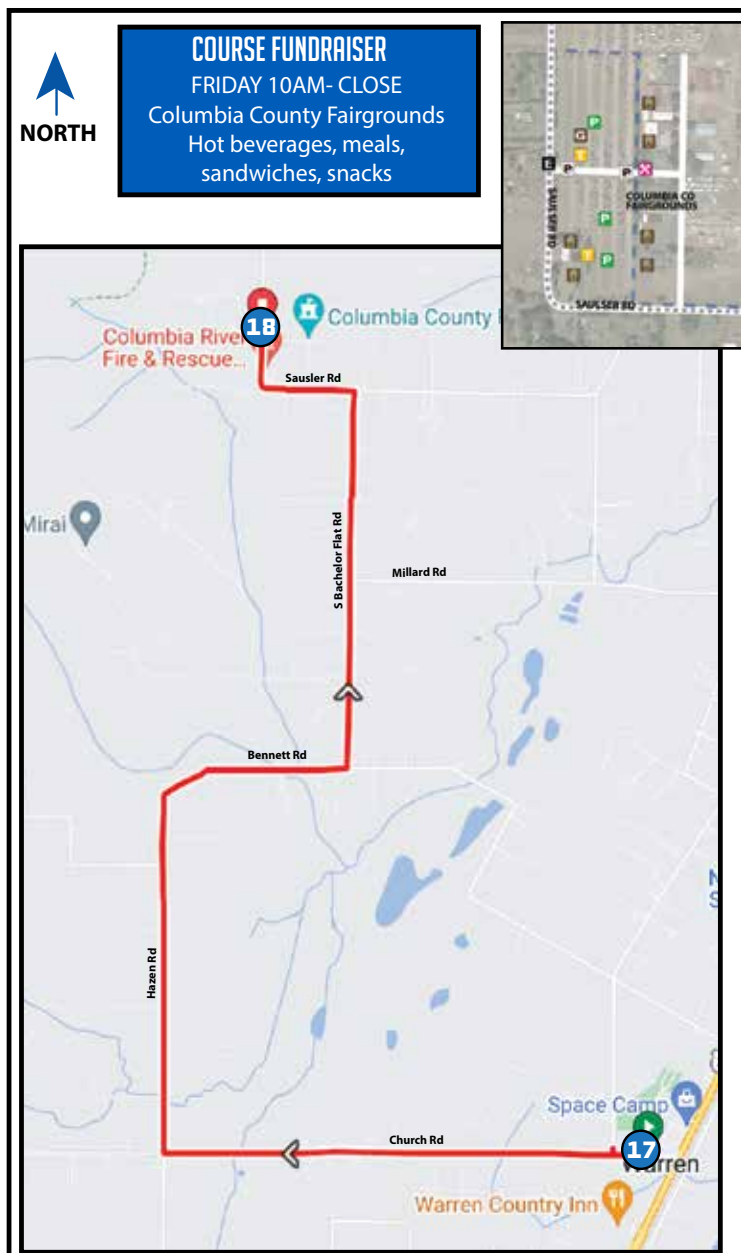 NORTH
COURSE FUNDRAISER
FRIDAY 10AM- CLOSE
Columbia County Fairgrounds
Hot beverages, meals,
sandwiches, snacks
P
G
T
E
P
P
SAULSER RD
COLUMBIA CO
FAIRGROUNDS
P
T
P
SAULSER RD
18
Columbia River
Fire & Rescue...
Columbia County
Sausler Rd
Mirai
S Bachelor Flat Rd
Millard Rd
Bennett Rd
Hazen Rd
Church Rd
Space Camp
17
Warren
Warren Country Inn